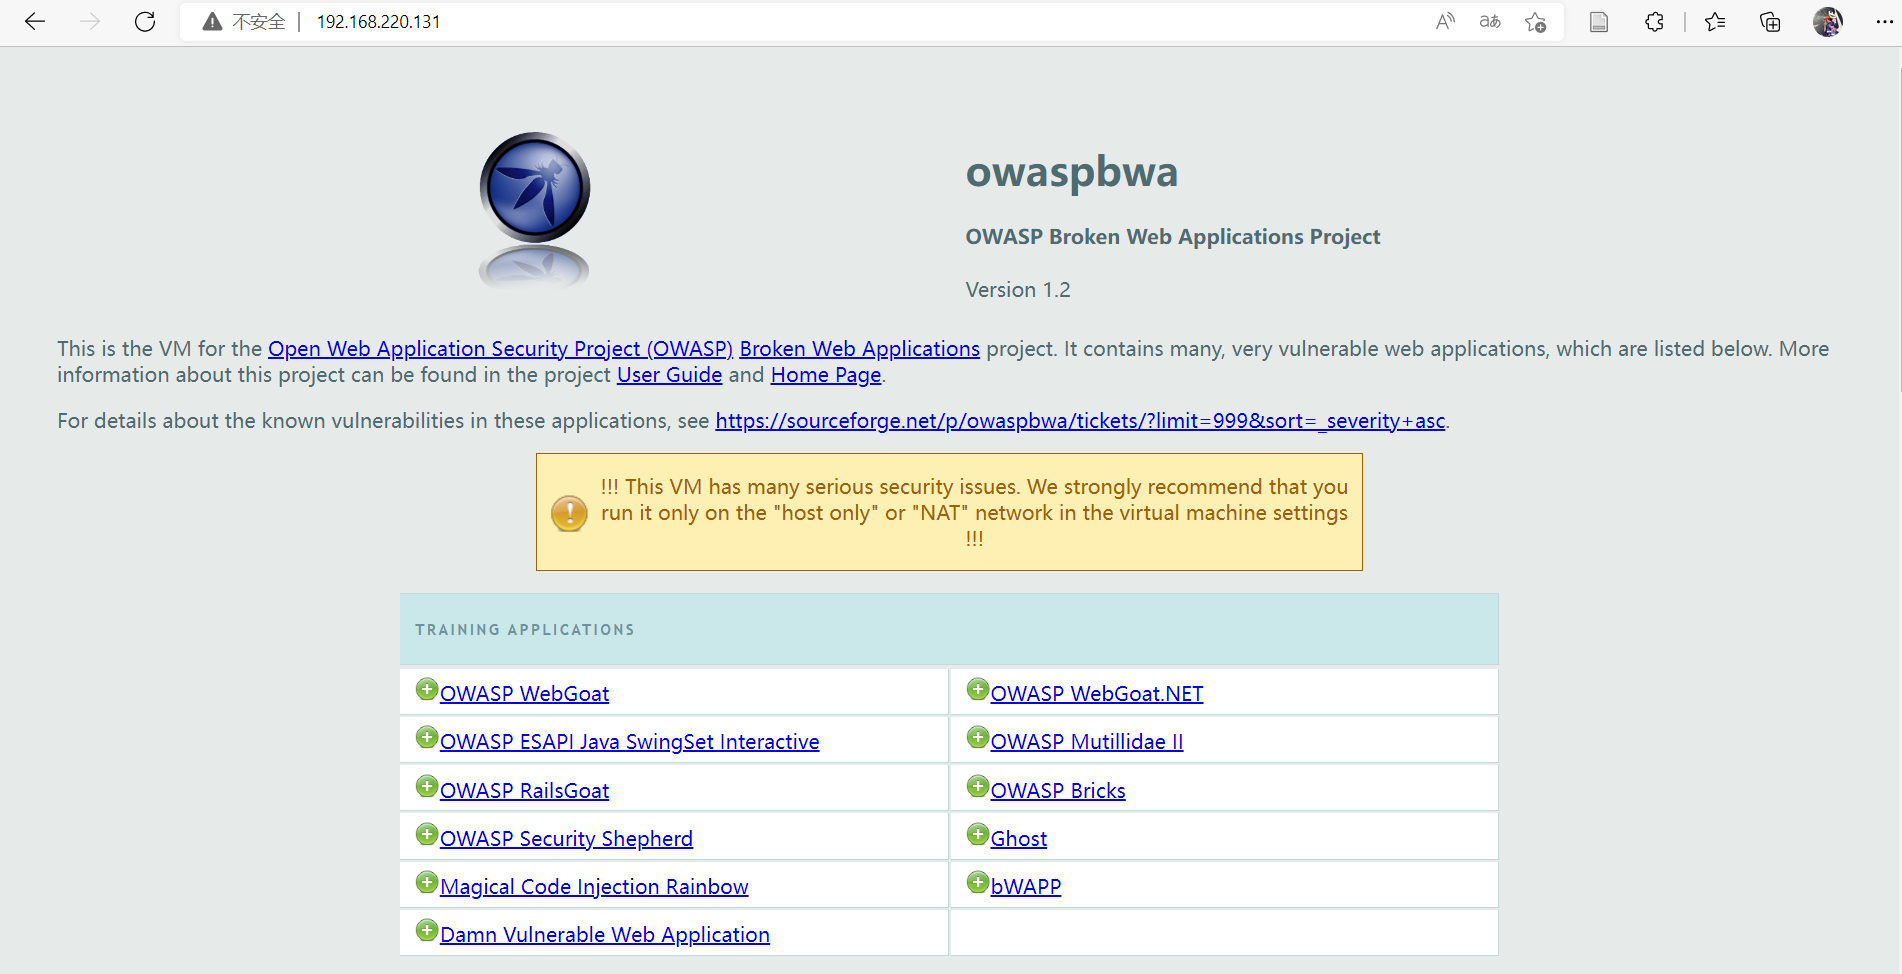 不安全 | 192.168.220.131
owaspbwa
OWASP Broken Web Applications Project
Version 1.2
This is the VM for the Open Web Application Security Project (OWASP) Broken Web Applications project. It contains many, very vulnerable web applications, which are listed below. More
information about this project can be found in the project User Guide and Home Page.
For details about the known vulnerabilities in these applications, see https://sourceforge.net/p/owaspbwa/tickets/?limit=999&sort=_severity+asc.
!!! This VM has many serious security issues. We strongly recommend that you
run it only on the "host only" or "NAT" network in the virtual machine settings
!!!
TRAINING APPLICATIONS
OWASP WebGoat
OWASP WebGoat.NET
OWASP ESAPI Java SwingSet Interactive
OWASP Mutillidae II
OWASP RailsGoat
OWASP Bricks
OWASP Security Shepherd
Ghost
Magical Code Injection Rainbow
bWAPP
Damn Vulnerable Web Application